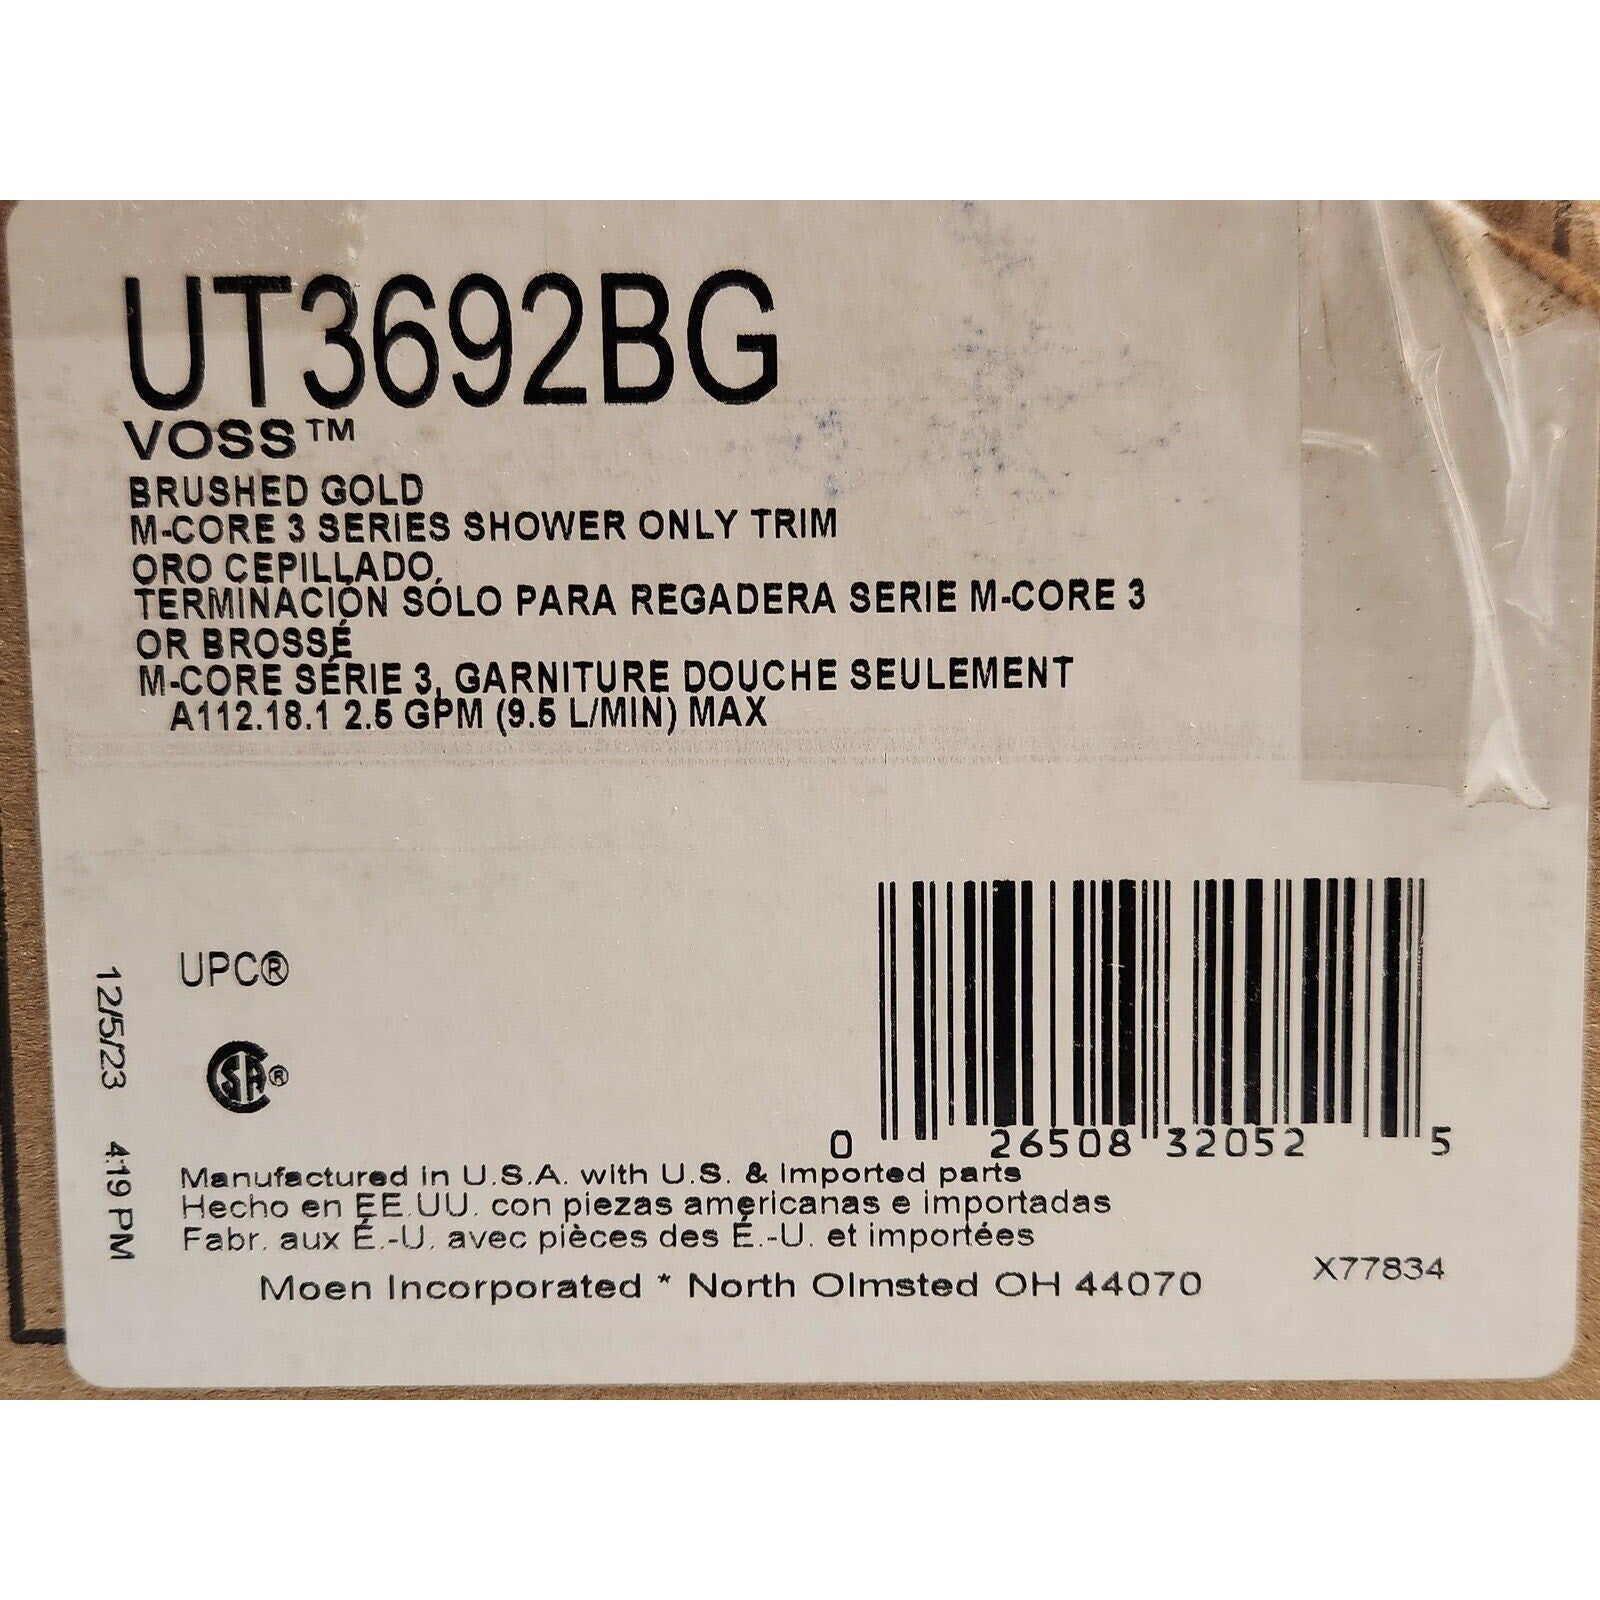 UT3692BG
VOSS™
BRUSHED GOLD
M-CORE 3 SERIES SHOWER ONLY TRIM
ORO CEPILLADO,
TERMINACIÓN SÓLO PARA REGADERA SERIE M-CORE 3
OR BROSSÉ
M-CORE SÉRIE 3, GARNITURE DOUCHE SEULEMENT
A112.18.1 2.5 GPM (9.5 L/MIN) MAX
UPC®
12/5/23 4:19 PM
SA®
0 26508 32052 5
Manufactured in U.S.A. with U.S. & Imported parts
Hecho en EE.UU. con piezas americanas e importadas
Fabr. aux É.-U. avec pièces des É.-U. et importées
X77834
Moen Incorporated * North Olmsted OH 44070